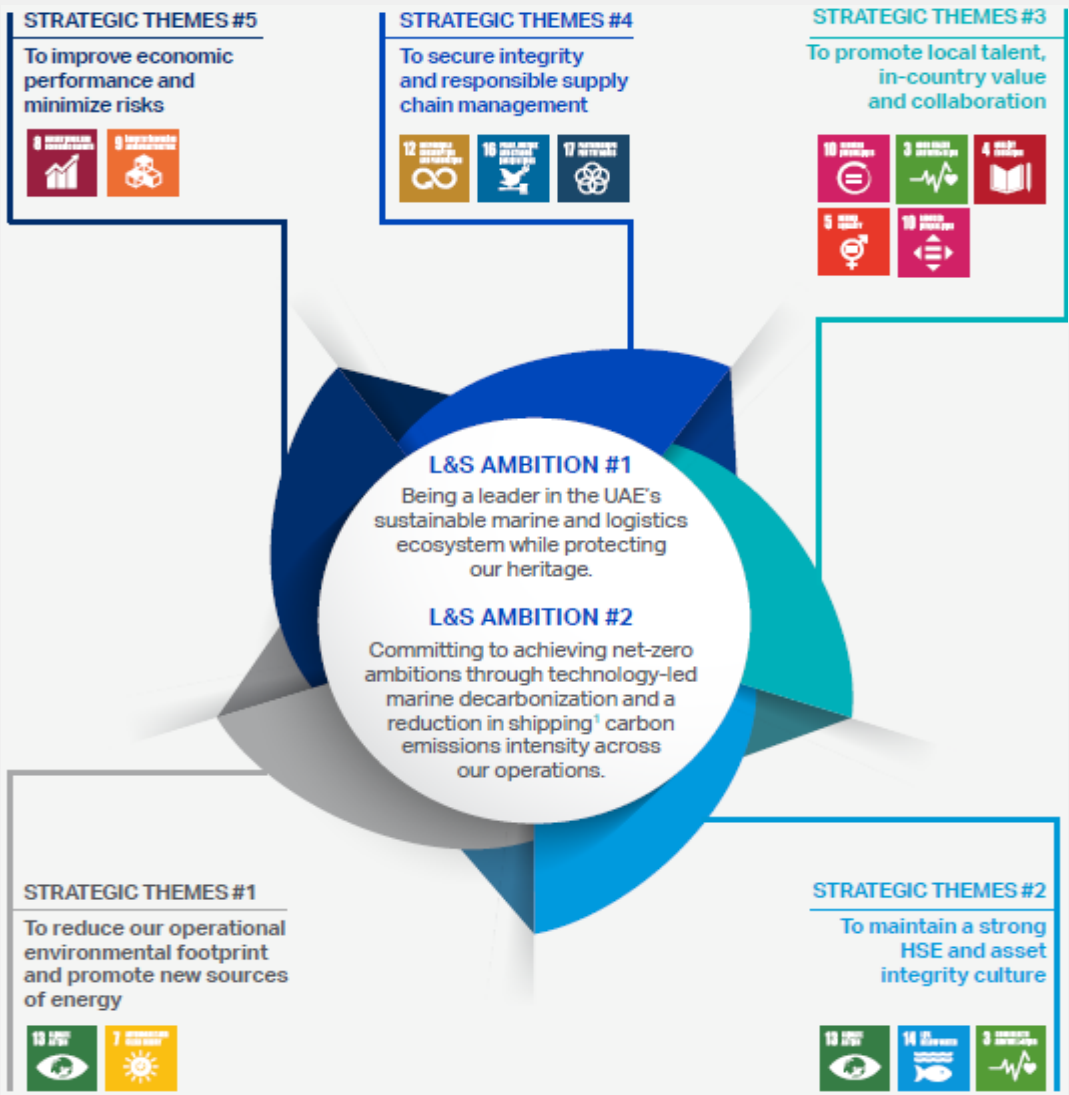 STRATEGIC THEMES #5
To improve economic
performance and
minimize risks
8
9
STRATEGIC THEMES #4
To secure integrity
and responsible supply
chain management
12
16
17
STRATEGIC THEMES #3
To promote local talent,
in-country value
and collaboration
10
3
4
5
10
L&S AMBITION #1
Being a leader in the UAE's
sustainable marine and logistics
ecosystem while protecting
our heritage.
L&S AMBITION #2
Committing to achieving net-zero
ambitions through technology-led
marine decarbonization and a
reduction in shipping¹ carbon
emissions intensity across
our operations.
STRATEGIC THEMES #1
To reduce our operational
environmental footprint
and promote new sources
of energy
13
7
STRATEGIC THEMES #2
To maintain a strong
HSE and asset
integrity culture
13
14
3